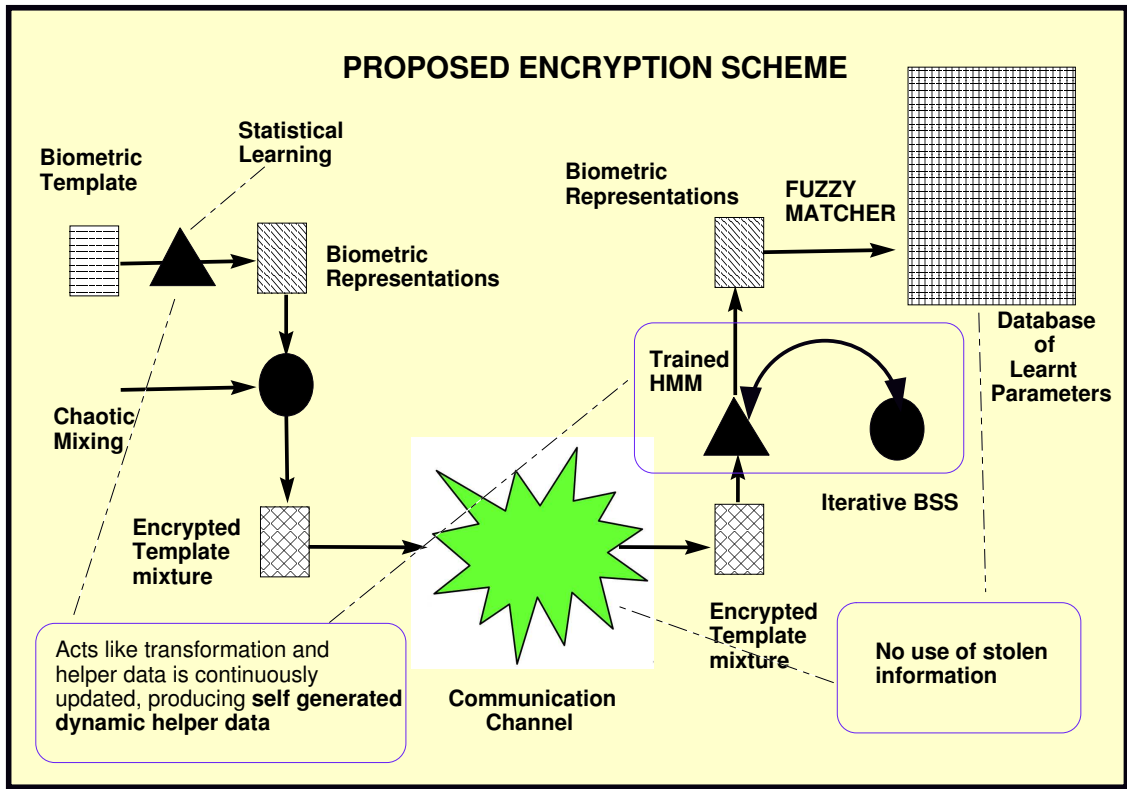 PROPOSED ENCRYPTION SCHEME
Statistical
Learning
Biometric
Template
Biometric
Representations
Chaotic
Mixing
Encrypted
Template
mixture
Acts like transformation and
helper data is continuously
updated, producing self generated
dynamic helper data
Communication
Channel
Biometric
Representations
FUZZY
MATCHER
Trained
HMM
Iterative BSS
Encrypted
Template
mixture
Database
of
Learnt
Parameters
No use of stolen
information